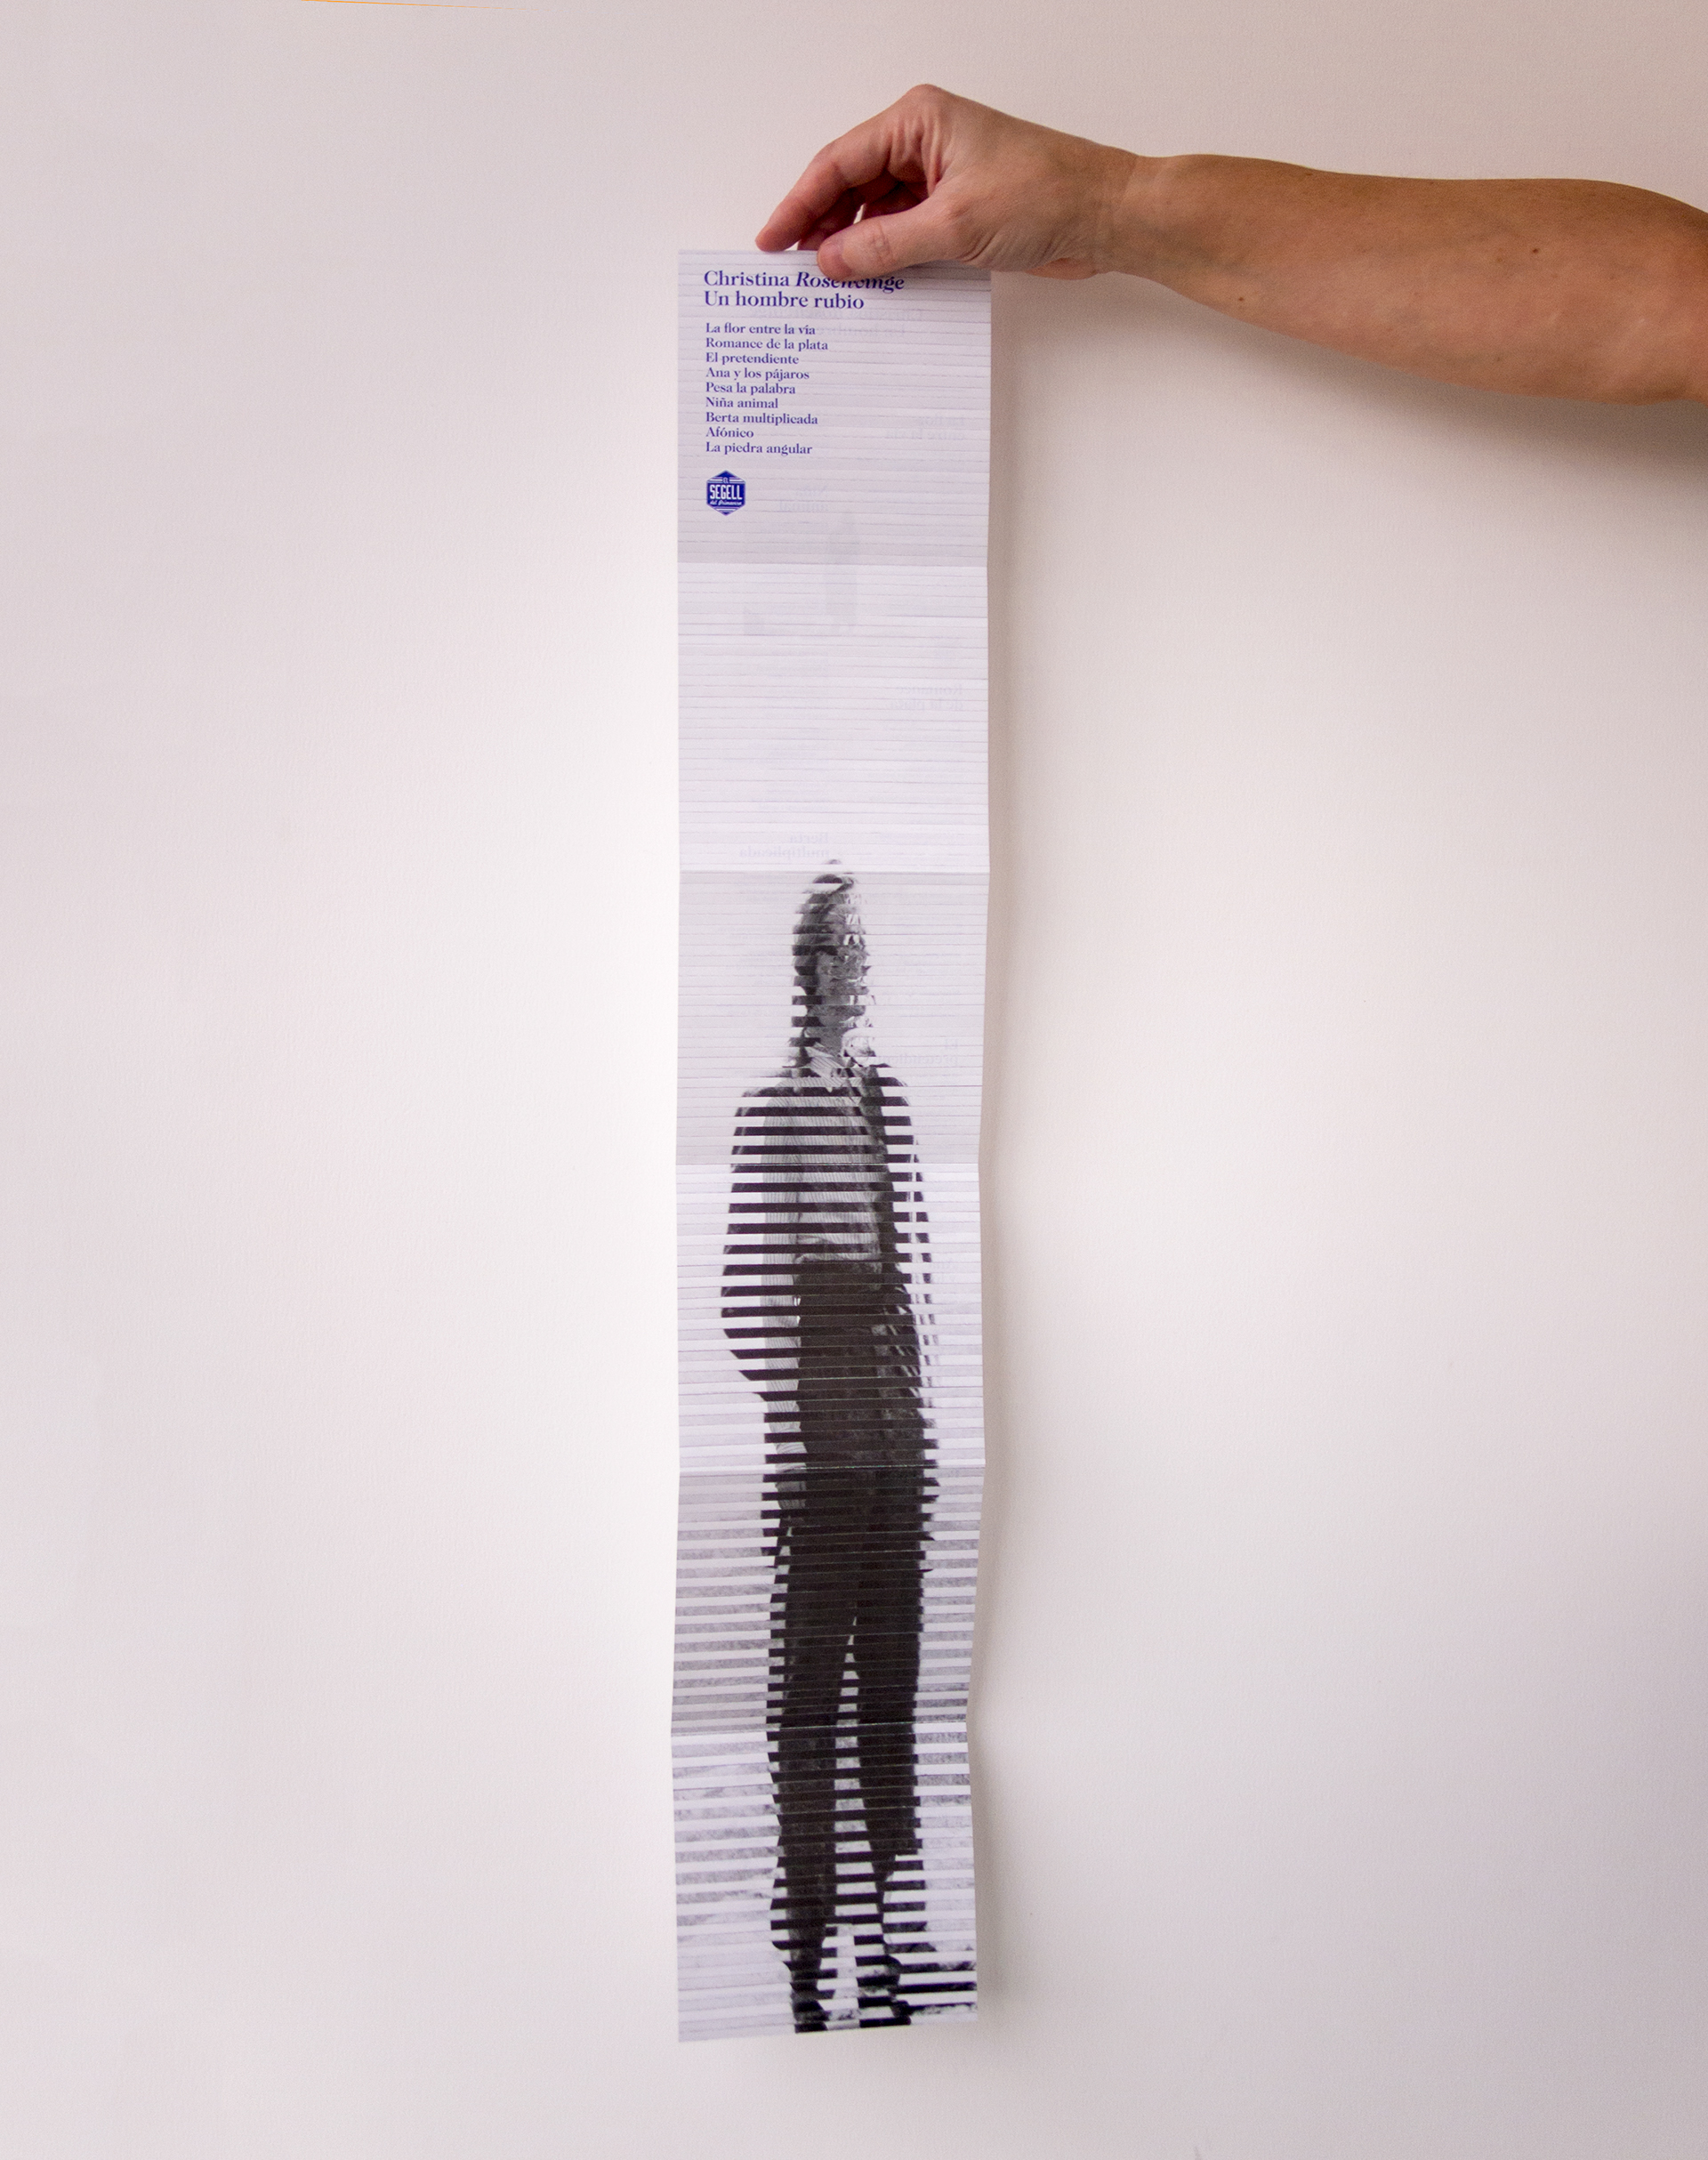 Christina Rosenvinge
Un hombre rubio
La flor entre la vía
Romance de la plata
El pretendiente
Ana y los pájaros
Pesa la palabra
Niña animal
Berta multiplicada
Afónico
La piedra angular
EL
SEGELL
del Primavera